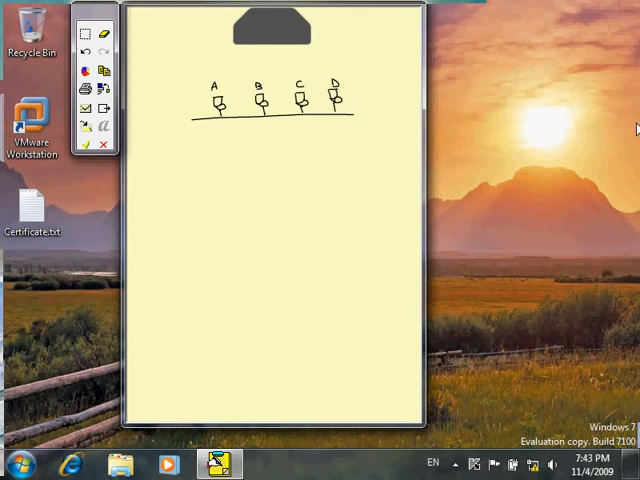 Recycle Bin
A B C D
VMware
Workstation
Certificate.txt
Windows 7
Evaluation copy. Build 7100
EN
7:43 PM
11/4/2009